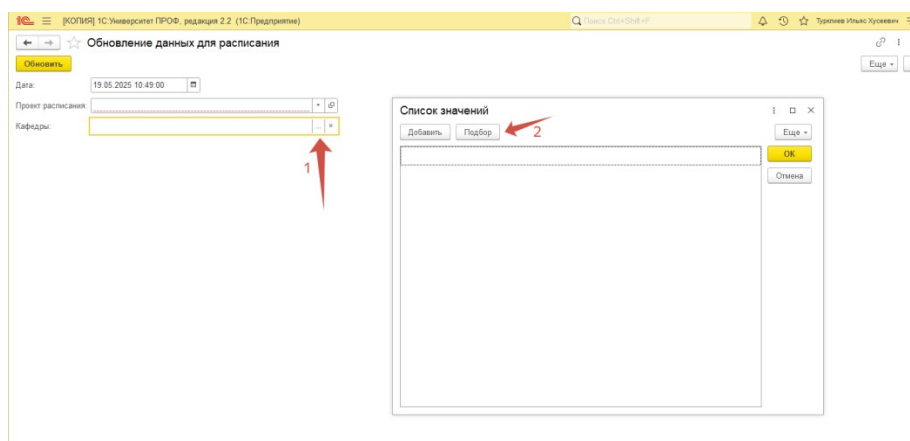 [КОПИЯ] 1С:Университет ПРОФ, редакция 2.2 (1С:Предприятие)
Поиск Ctrl+Shift+F
Турклиев Ильяс Хусеевич
Обновление данных для расписания
Обновить
Еще
Дата: 19.05.2025 10:49:00
Проект расписания:
Кафедры:
1
Список значений
Добавить Подбор 2 Еще
ОК
Отмена